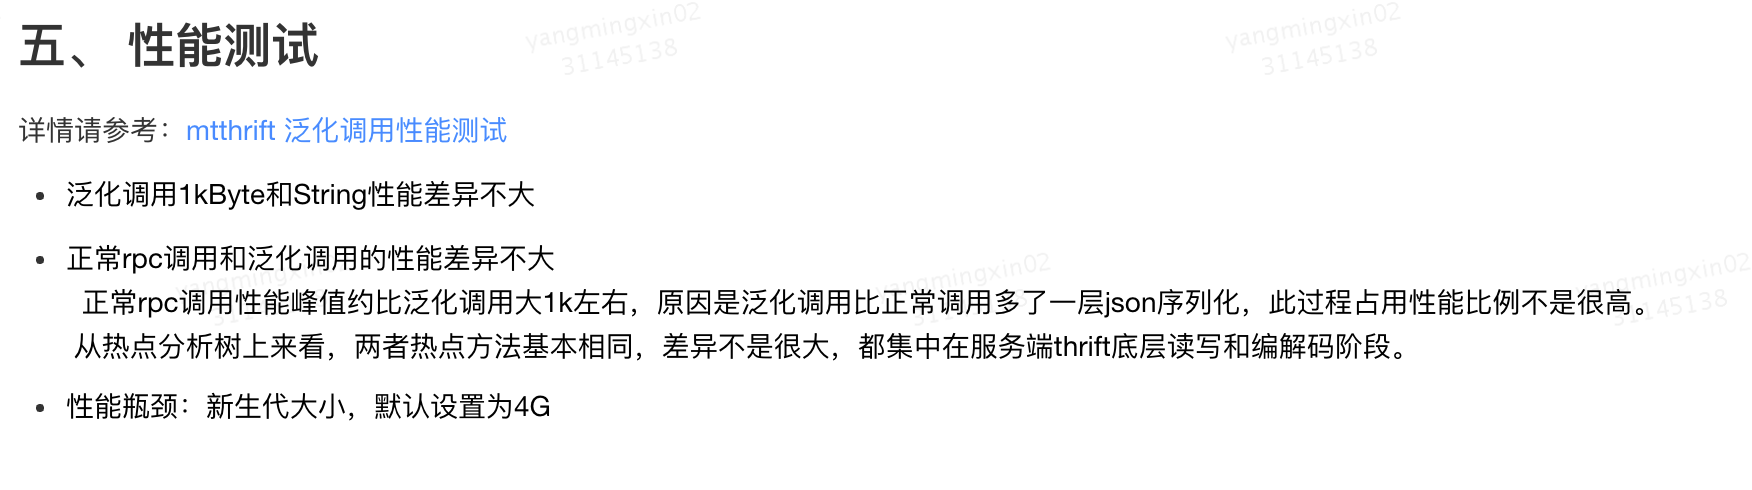 五、 性能测试
详情请参考：mtthrift 泛化调用性能测试
泛化调用1kByte和String性能差异不大
正常rpc调用和泛化调用的性能差异不大
正常rpc调用性能峰值约比泛化调用大1k左右，原因是泛化调用比正常调用多了一层json序列化，此过程占用性能比例不是很高。
从热点分析树上来看，两者热点方法基本相同，差异不是很大，都集中在服务端thrift底层读写和编解码阶段。
性能瓶颈：新生代大小，默认设置为4G
yangmingxin02
31145138
yangmingxin02
31145138
yangmingxin02
31145138
yangmingxin02
31145138
yangmingxin02
31145138